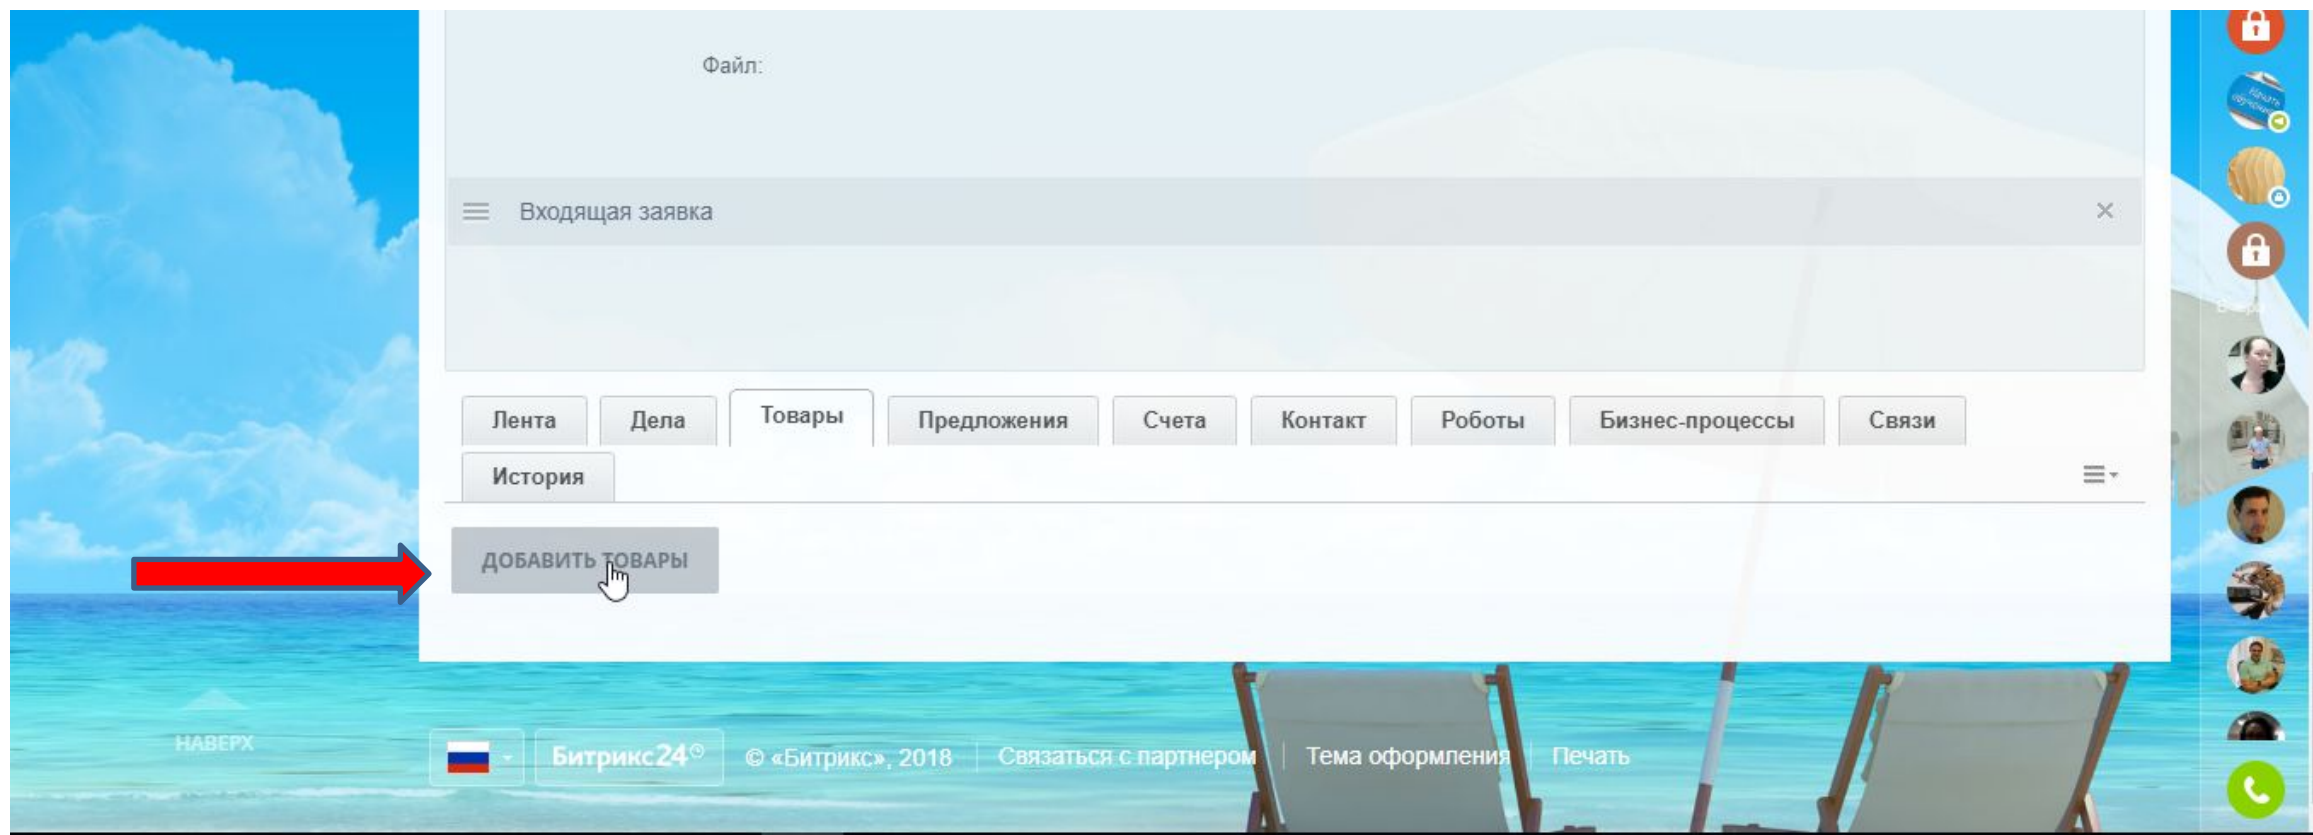 Файл:
Входящая заявка
Лента Дела Товары Предложения Счета Контакт Роботы Бизнес-процессы Связи
История
ДОБАВИТЬ ТОВАРЫ
НАВЕРХ
Битрикс24 © «Битрикс», 2018 Связаться с партнером Тема оформления Печать